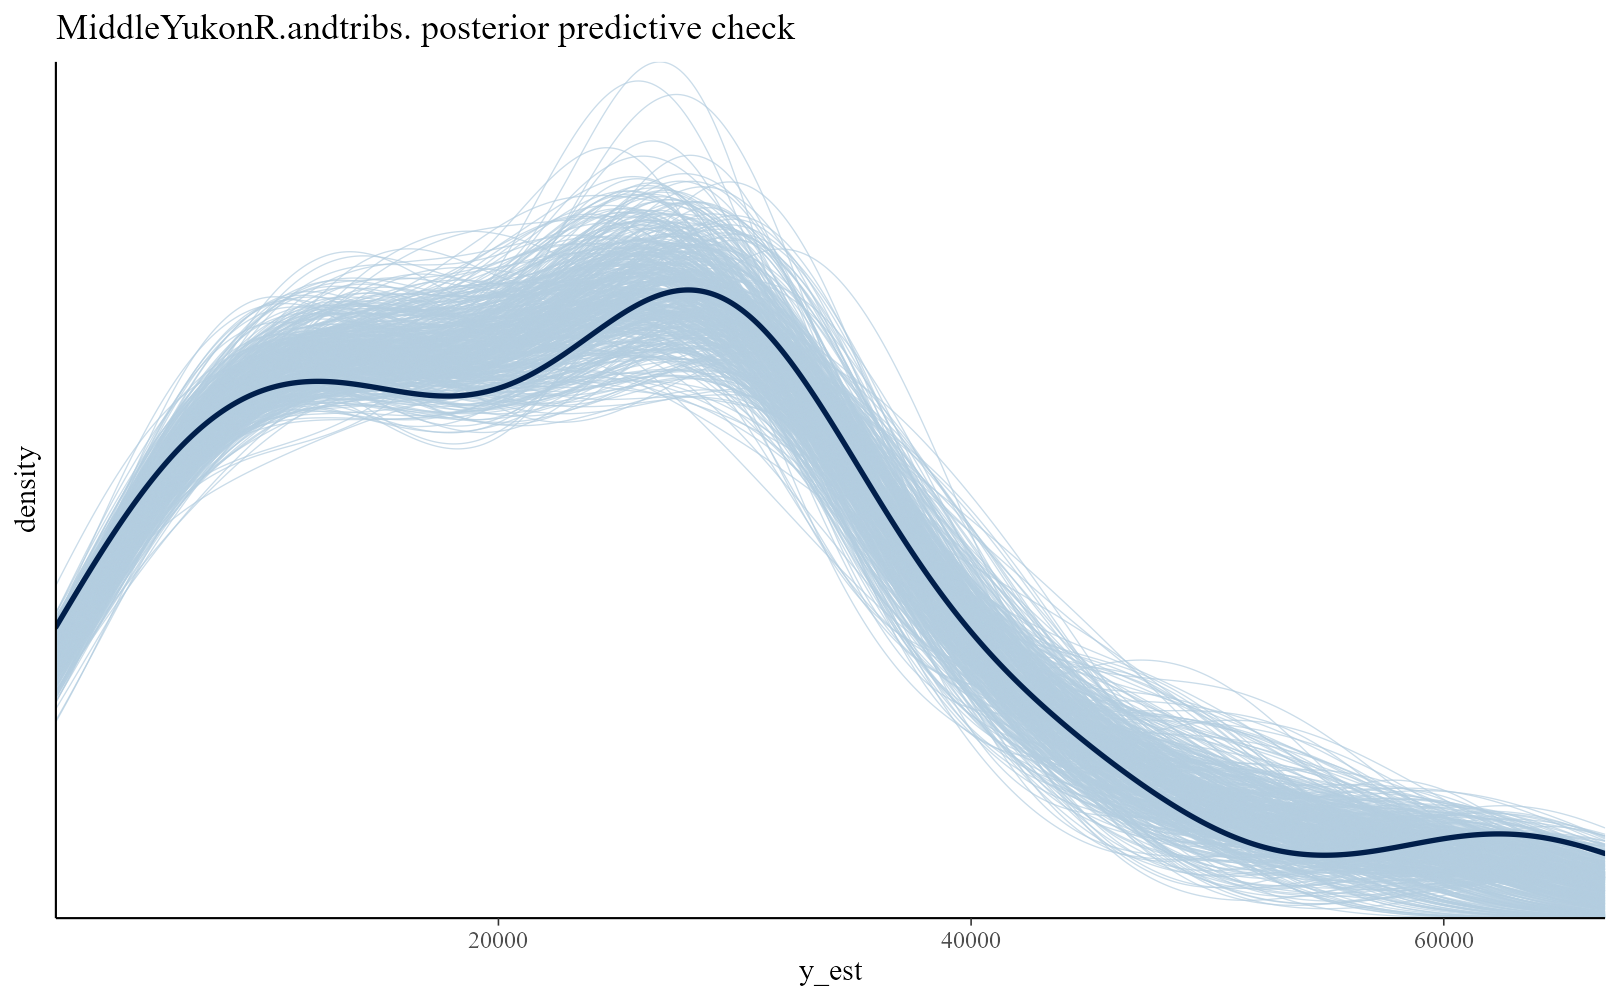 MiddleYukonR.andtribs. posterior predictive check
density
20000
40000
60000
y_est